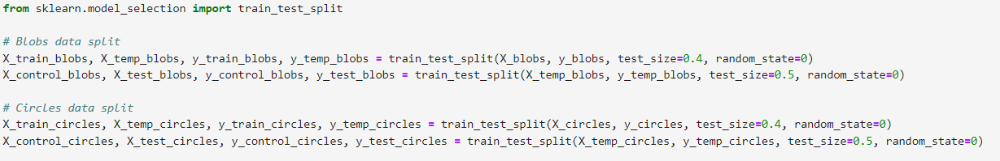 from sklearn.model_selection import train_test_split
# Blobs data split
X_train_blobs, X_temp_blobs, y_train_blobs, y_temp_blobs = train_test_split(X_blobs, y_blobs, test_size=0.4, random_state=0)
X_control_blobs, X_test_blobs, y_control_blobs, y_test_blobs = train_test_split(X_temp_blobs, y_temp_blobs, test_size=0.5, random_state=0)
# Circles data split
X_train_circles, X_temp_circles, y_train_circles, y_temp_circles = train_test_split(X_circles, y_circles, test_size=0.4, random_state=0)
X_control_circles, X_test_circles, y_control_circles, y_test_circles = train_test_split(X_temp_circles, y_temp_circles, test_size=0.5, random_state=0)